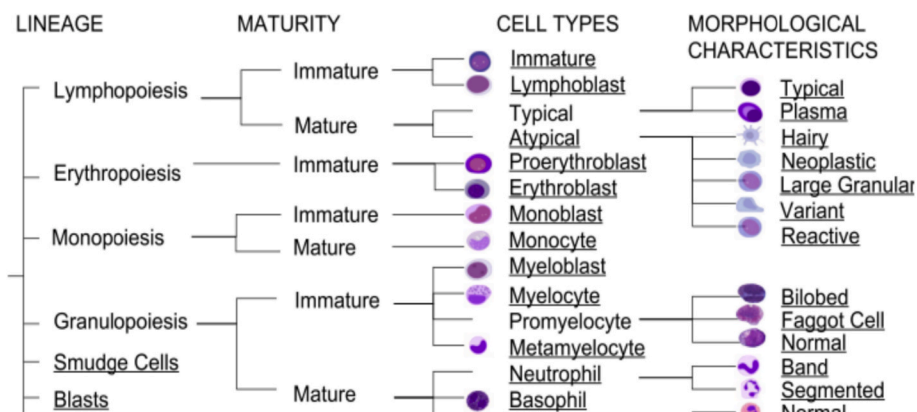 LINEAGE
MATURITY
CELL TYPES
MORPHOLOGICAL
CHARACTERISTICS
Lymphopoiesis
Immature
Immature
Lymphoblast
Mature
Typical
Atypical
Typical
Plasma
Hairy
Neoplastic
Large Granular
Variant
Reactive
Erythropoiesis
Immature
Proerythroblast
Erythroblast
Monopoiesis
Immature
Monoblast
Mature
Monocyte
Granulopoiesis
Immature
Myeloblast
Myelocyte
Promyelocyte
Metamyelocyte
Bilobed
Faggot Cell
Normal
Mature
Neutrophil
Basophil
Band
Segmented
Normal
Smudge Cells
Blasts